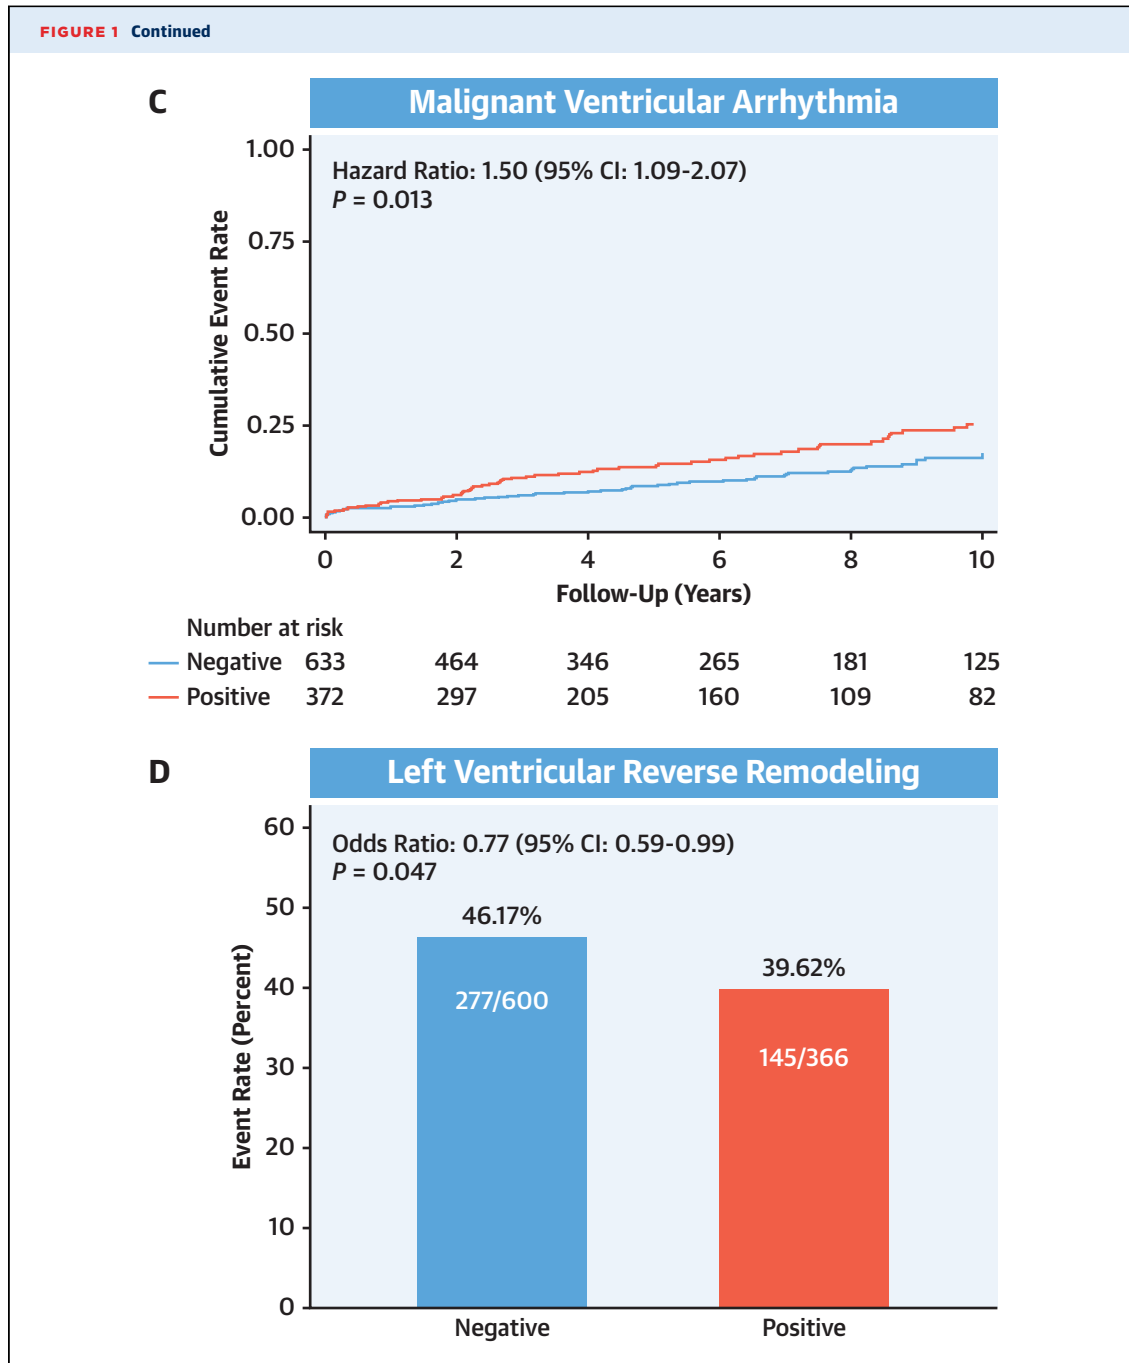 FIGURE 1 Continued
C
Malignant Ventricular Arrhythmia
Hazard Ratio: 1.50 (95% CI: 1.09-2.07)
P = 0.013
Cumulative Event Rate
1.00
0.75
0.50
0.25
0.00
0 2 4 6 8 10
Follow-Up (Years)
Number at risk
Negative 633 464 346 265 181 125
Positive 372 297 205 160 109 82
D
Left Ventricular Reverse Remodeling
Odds Ratio: 0.77 (95% CI: 0.59-0.99)
P = 0.047
Event Rate (Percent)
60
50
40
30
20
10
0
46.17%
277/600
39.62%
145/366
Negative Positive